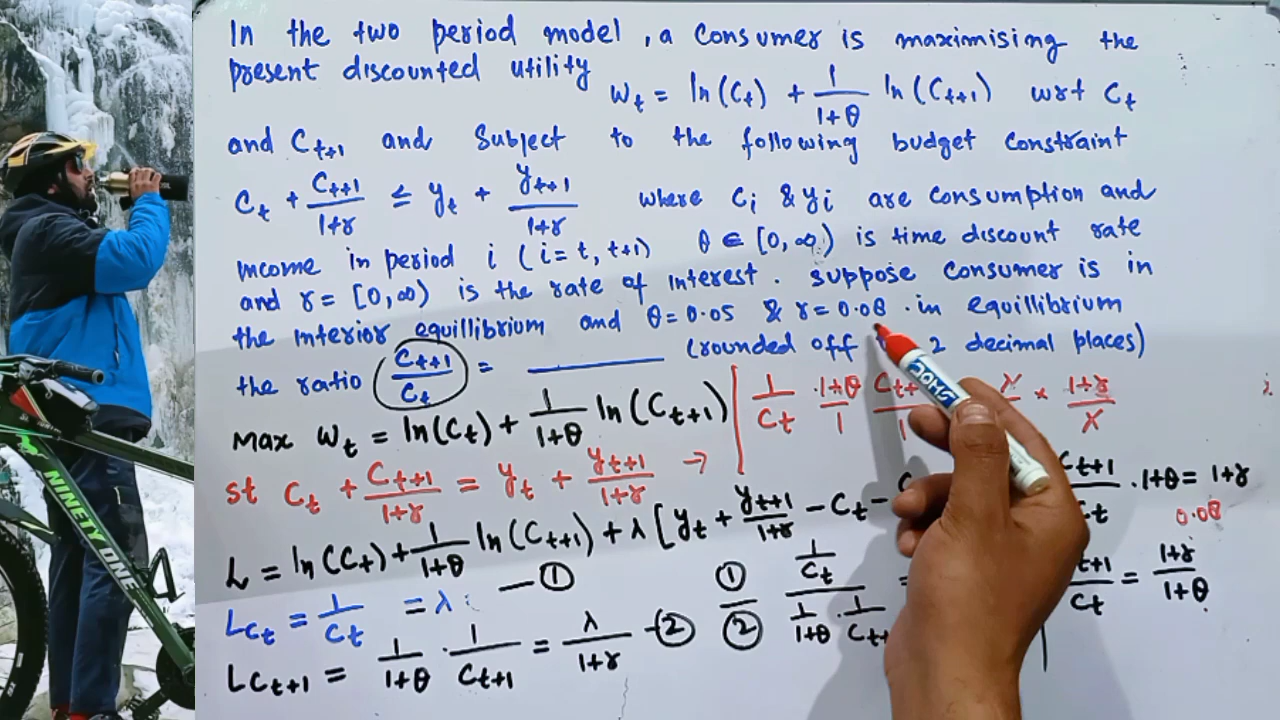 In the two period model, a consumer is maximising the
present discounted utility
Wt = ln(Ct) + 1/(1+θ) ln(Ct+1) wrt Ct
and Ct+1 and subject to the following budget constraint
Ct + Ct+1/(1+r) ≤ yt + yt+1/(1+r) where Ci & yi are consumption and
income in period i (i=t, t+1) θ ∈ [0,∞) is time discount rate
and r = [0,∞) is the rate of interest. suppose consumer is in
the interior equillibrium and θ=0.05 & r=0.08. in equillibrium
the ratio Ct+1/Ct = ______ (rounded off 2 decimal places)
Max Wt = ln(Ct) + 1/(1+θ) ln(Ct+1)
st Ct + Ct+1/(1+r) = yt + yt+1/(1+r) →
L = ln(Ct) + 1/(1+θ) ln(Ct+1) + λ [yt + yt+1/(1+r) - Ct -
LCt = 1/Ct = λ: — ①
LCt+1 = 1/(1+θ) · 1/Ct+1 = λ/(1+r) - ②
1/Ct · 1+θ/1 × 1+r/λ
①/② 1/Ct / 1/(1+θ) · 1/ =
Ct+1/Ct · 1+θ = 1+r
0.08
= 1+r/1+θ
NINETY ONE